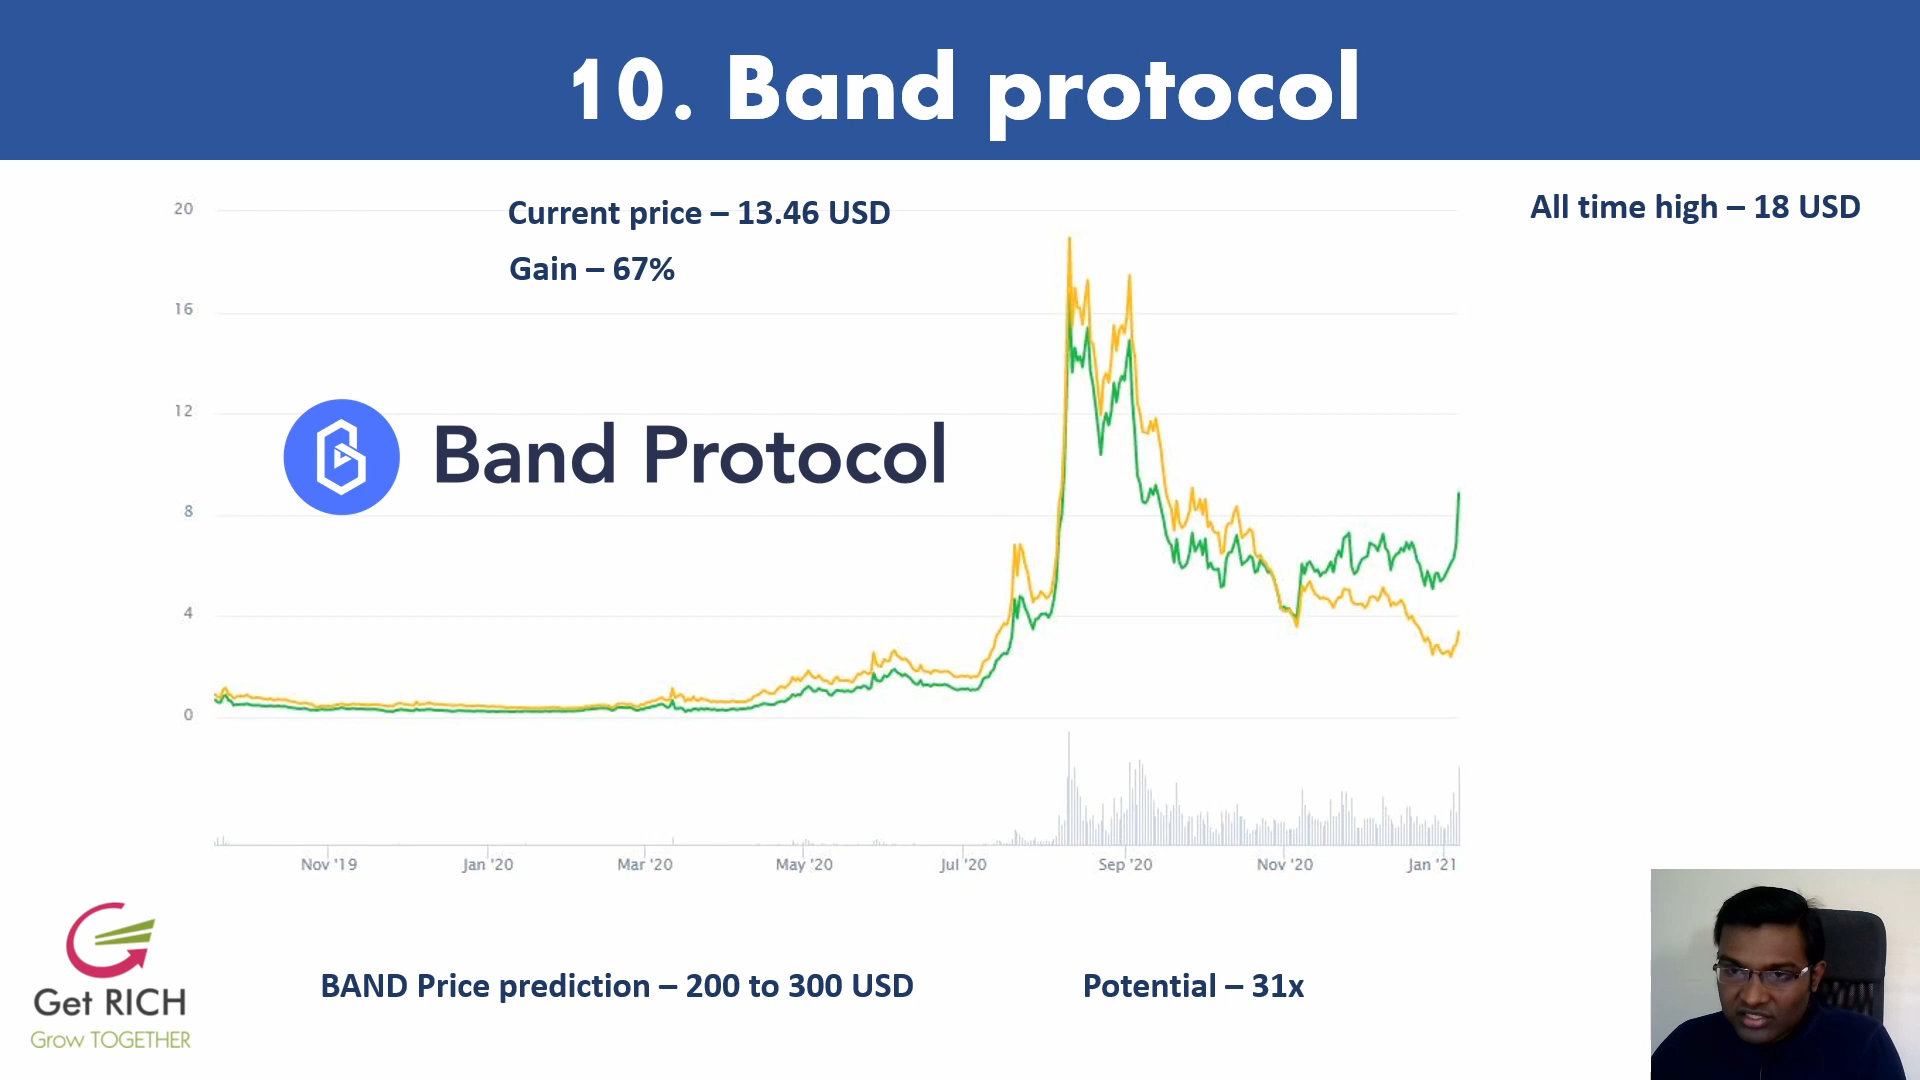 10. Band protocol
Current price – 13.46 USD
All time high – 18 USD
Gain – 67%
20
16
12
8
4
0
Band Protocol
Nov '19
Jan '20
Mar '20
May '20
Jul '20
Sep '20
Nov '20
Jan '21
Get RICH
Grow TOGETHER
BAND Price prediction – 200 to 300 USD
Potential – 31x